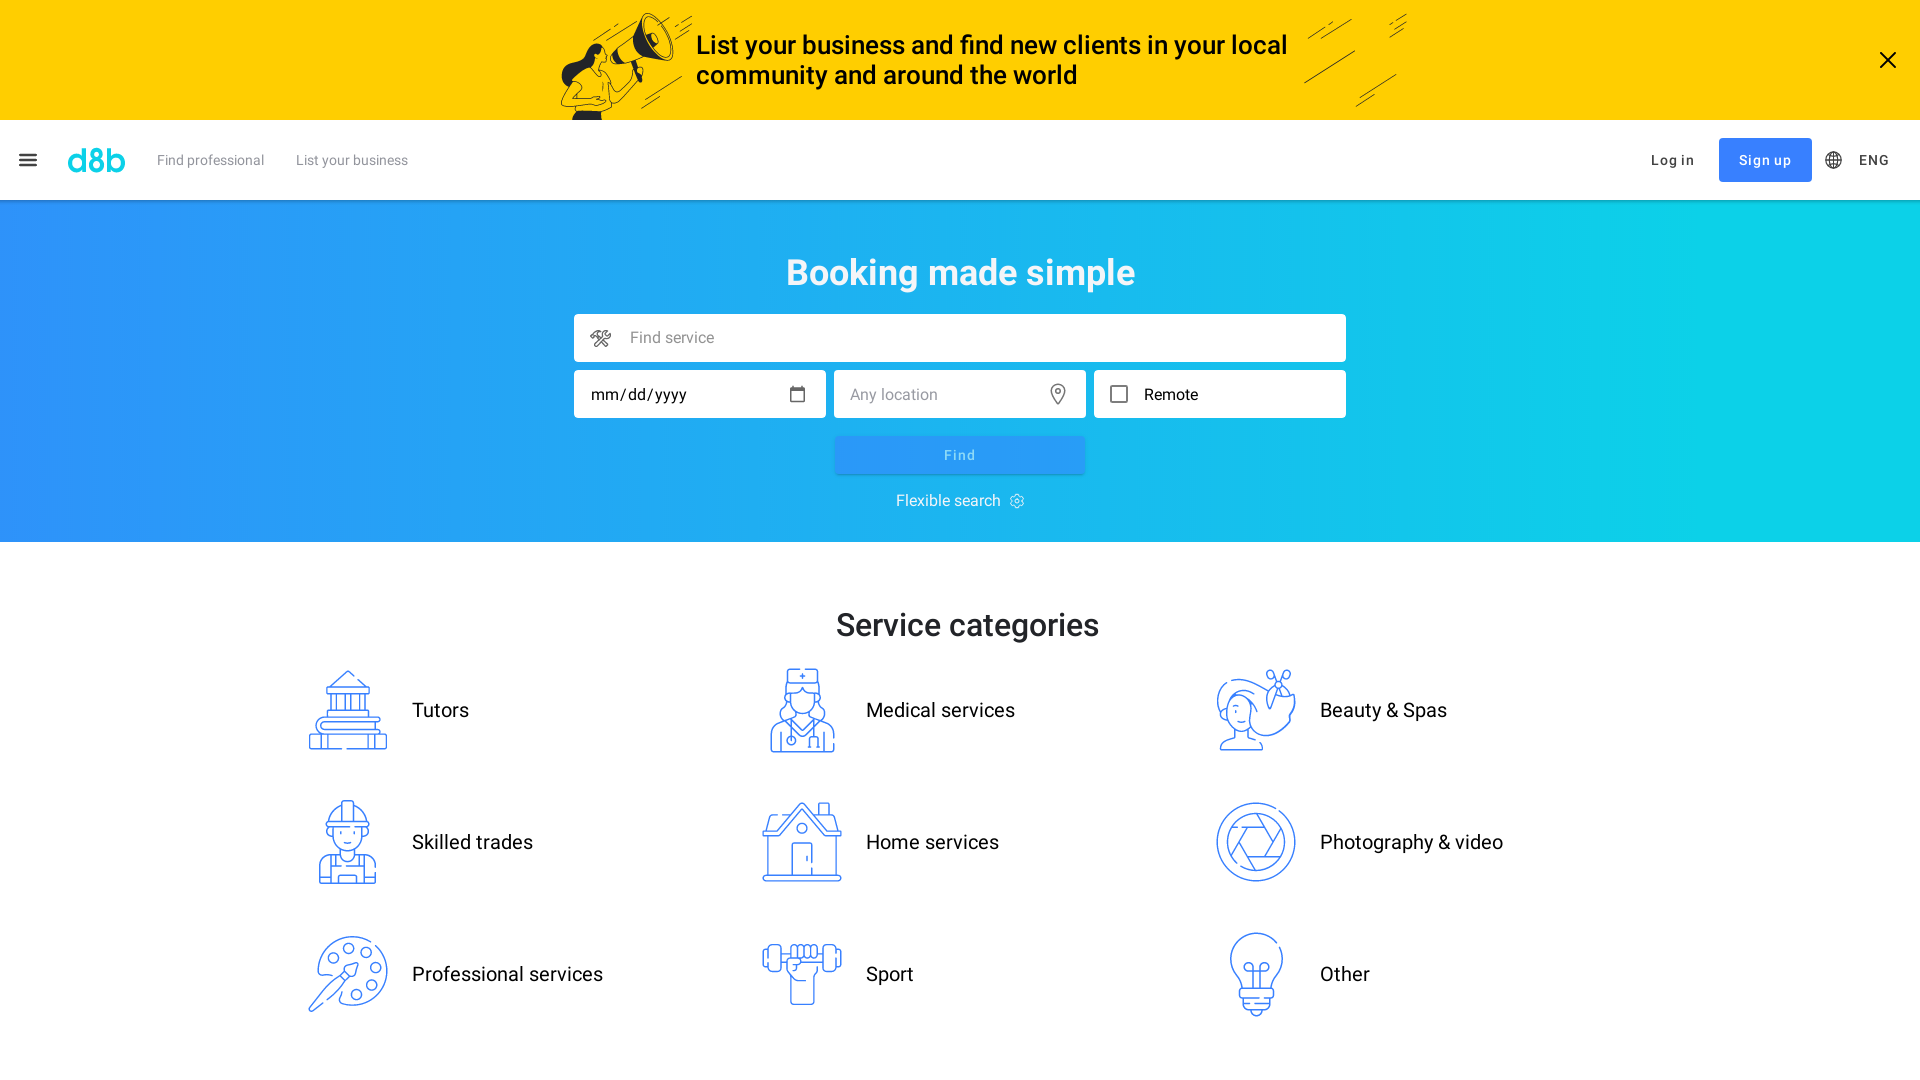 List your business and find new clients in your local
community and around the world
d8b
Find professional
List your business
Log in
Sign up
ENG
Booking made simple
Find service
mm/dd/yyyy
Any location
Remote
Find
Flexible search
Service categories
Tutors
Medical services
Beauty & Spas
Skilled trades
Home services
Photography & video
Professional services
Sport
Other